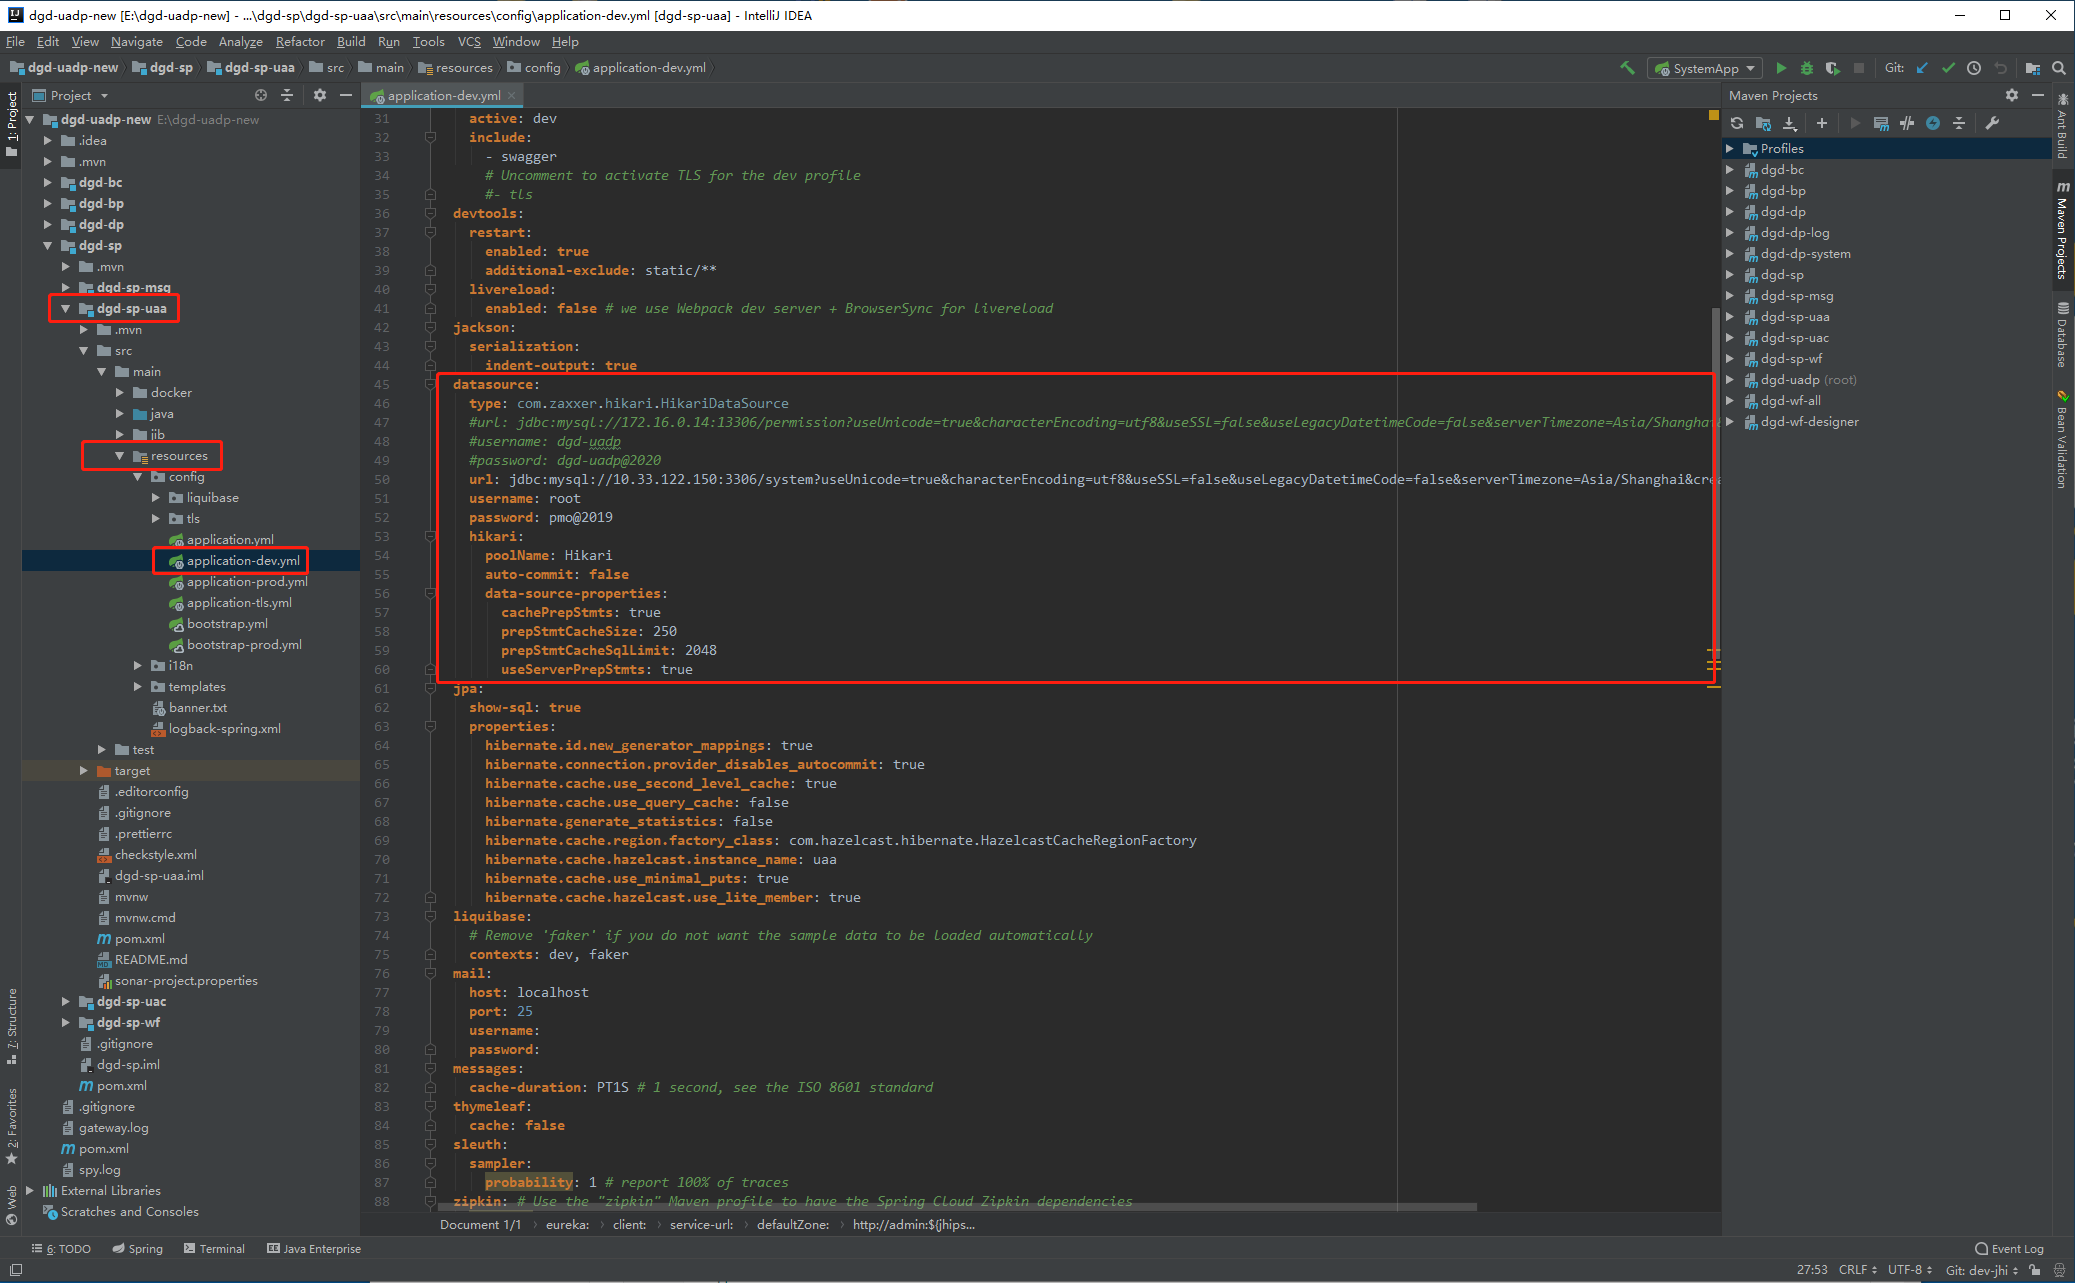 dgd-uadp-new [E:\dgd-uadp-new] - ...\dgd-sp\dgd-sp-uaa\src\main\resources\config\application-dev.yml [dgd-sp-uaa] - IntelliJ IDEA
File Edit View Navigate Code Analyze Refactor Build Run Tools VCS Window Help
dgd-uadp-new dgd-sp dgd-sp-uaa src main resources config application-dev.yml
SystemApp
Git:
Project
application-dev.yml
Maven Projects
1: Project
7: Structure
2: Favorites
Web
dgd-uadp-new E:\dgd-uadp-new
.idea
.mvn
dgd-bc
dgd-bp
dgd-dp
dgd-sp
.mvn
dgd-sp-msg
dgd-sp-uaa
.mvn
src
main
docker
java
jib
resources
config
liquibase
tls
application.yml
application-dev.yml
application-prod.yml
application-tls.yml
bootstrap.yml
bootstrap-prod.yml
i18n
templates
banner.txt
logback-spring.xml
test
target
.editorconfig
.gitignore
.prettierrc
checkstyle.xml
dgd-sp-uaa.iml
mvnw
mvnw.cmd
pom.xml
README.md
sonar-project.properties
dgd-sp-uac
dgd-sp-wf
.gitignore
dgd-sp.iml
pom.xml
.gitignore
gateway.log
pom.xml
spy.log
External Libraries
Scratches and Consoles
31 active: dev
32 include:
33 - swagger
34 # Uncomment to activate TLS for the dev profile
35 #- tls
36 devtools:
37 restart:
38 enabled: true
39 additional-exclude: static/**
40 livereload:
41 enabled: false # we use Webpack dev server + BrowserSync for livereload
42 jackson:
43 serialization:
44 indent-output: true
45 datasource:
46 type: com.zaxxer.hikari.HikariDataSource
47 #url: jdbc:mysql://172.16.0.14:13306/permission?useUnicode=true&characterEncoding=utf8&useSSL=false&useLegacyDatetimeCode=false&serverTimezone=Asia/Shanghai&
48 #username: dgd-uadp
49 #password: dgd-uadp@2020
50 url: jdbc:mysql://10.33.122.150:3306/system?useUnicode=true&characterEncoding=utf8&useSSL=false&useLegacyDatetimeCode=false&serverTimezone=Asia/Shanghai&crea
51 username: root
52 password: pmo@2019
53 hikari:
54 poolName: Hikari
55 auto-commit: false
56 data-source-properties:
57 cachePrepStmts: true
58 prepStmtCacheSize: 250
59 prepStmtCacheSqlLimit: 2048
60 useServerPrepStmts: true
61 jpa:
62 show-sql: true
63 properties:
64 hibernate.id.new_generator_mappings: true
65 hibernate.connection.provider_disables_autocommit: true
66 hibernate.cache.use_second_level_cache: true
67 hibernate.cache.use_query_cache: false
68 hibernate.generate_statistics: false
69 hibernate.cache.region.factory_class: com.hazelcast.hibernate.HazelcastCacheRegionFactory
70 hibernate.cache.hazelcast.instance_name: uaa
71 hibernate.cache.use_minimal_puts: true
72 hibernate.cache.hazelcast.use_lite_member: true
73 liquibase:
74 # Remove 'faker' if you do not want the sample data to be loaded automatically
75 contexts: dev, faker
76 mail:
77 host: localhost
78 port: 25
79 username:
80 password:
81 messages:
82 cache-duration: PT1S # 1 second, see the ISO 8601 standard
83 thymeleaf:
84 cache: false
85 sleuth:
86 sampler:
87 probability: 1 # report 100% of traces
88 zipkin: # Use the "zipkin" Maven profile to have the Spring Cloud Zipkin dependencies
Document 1/1 eureka: client: service-url: defaultZone: http://admin:${jhips...
Profiles
dgd-bc
dgd-bp
dgd-dp
dgd-dp-log
dgd-dp-system
dgd-sp
dgd-sp-msg
dgd-sp-uaa
dgd-sp-uac
dgd-sp-wf
dgd-uadp (root)
dgd-wf-all
dgd-wf-designer
Ant Build
Maven Projects
Database
Bean Validation
6: TODO Spring Terminal Java Enterprise
Event Log
27:53 CRLF UTF-8 Git: dev-jhi